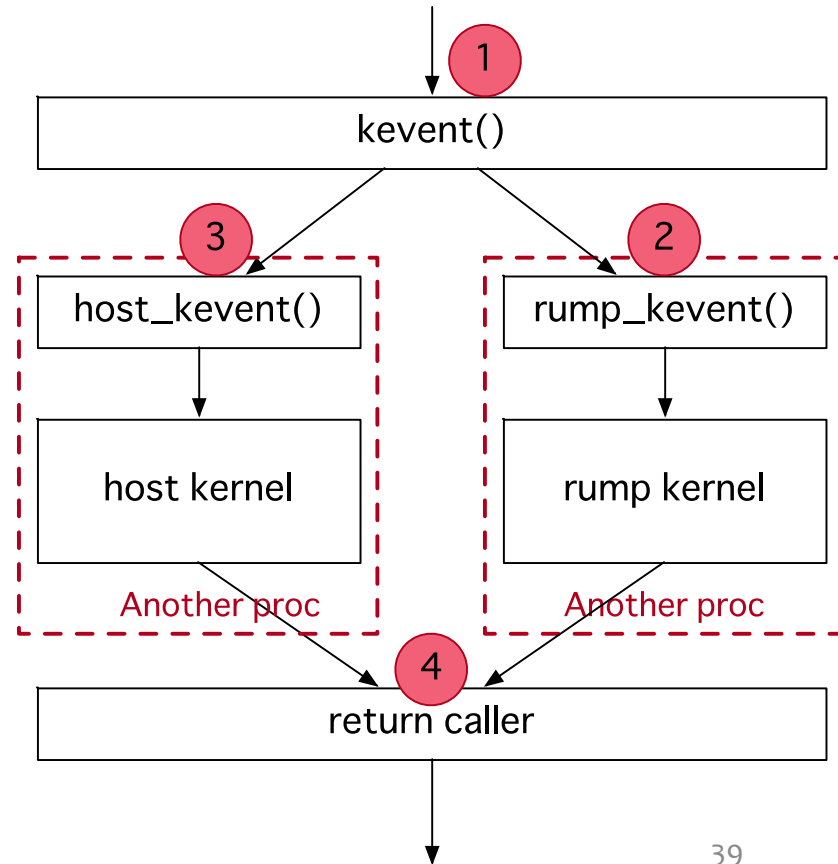 1
kevent()
3
2
host_kevent()
rump_kevent()
host kernel
rump kernel
Another proc
Another proc
4
return caller
39